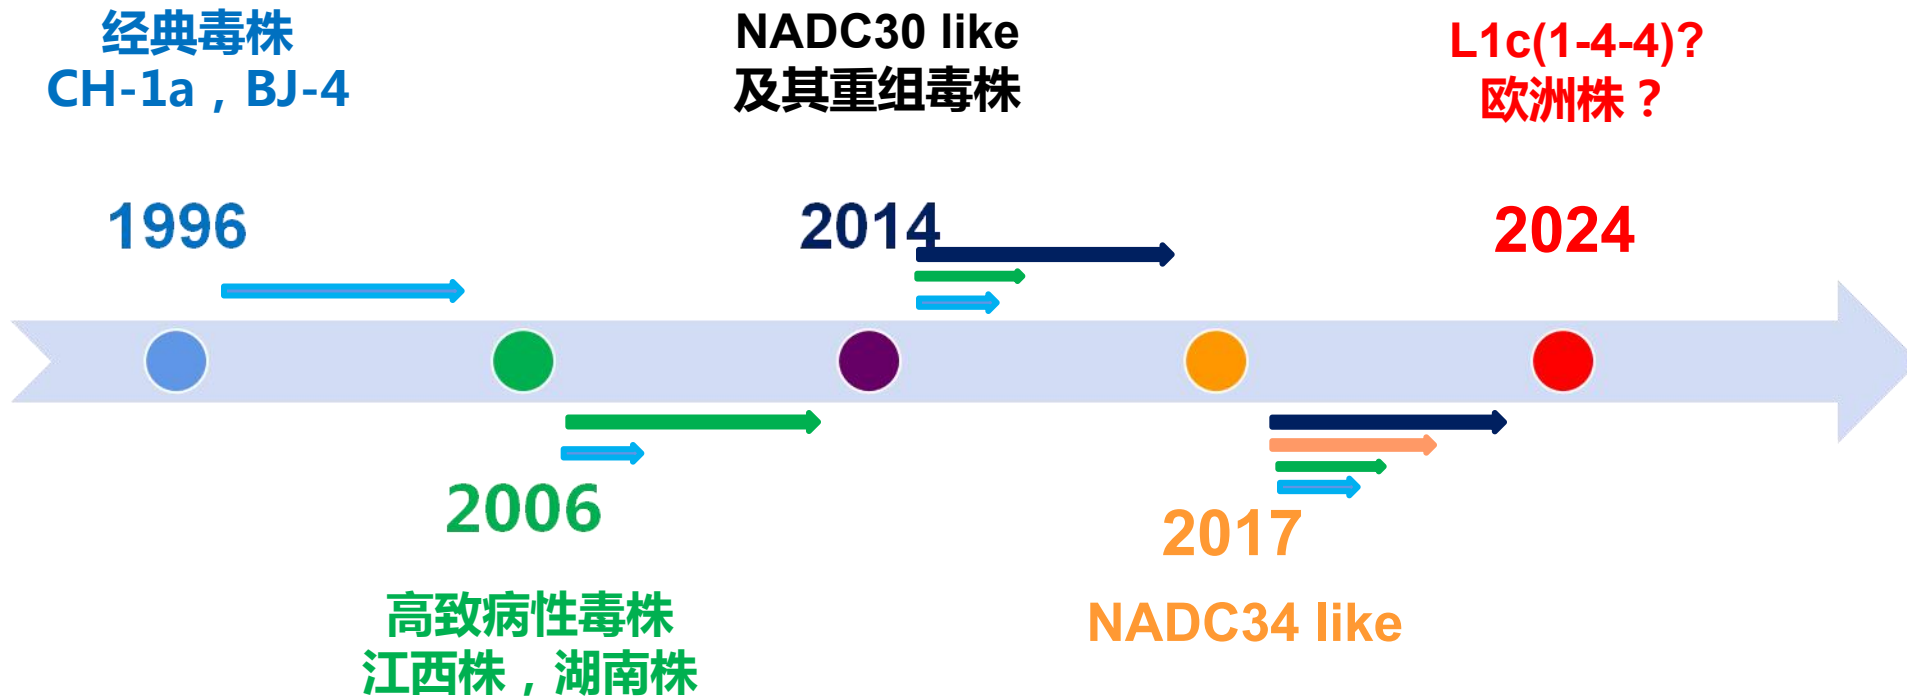 经典毒株
CH-1a，BJ-4
1996
2006
高致病性毒株
江西株，湖南株
NADC30 like
及其重组毒株
2014
2017
NADC34 like
L1c(1-4-4)?
欧洲株？
2024